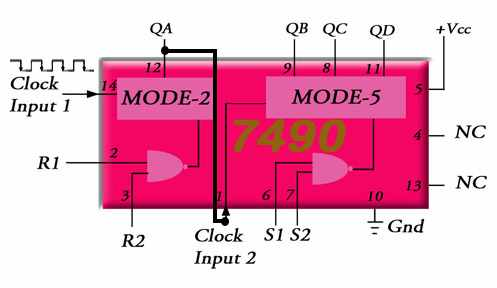 QA QB QC QD +Vcc
12 9 8 11 5
Clock
Input 1
14 MODE-2 MODE-5
7490
4 NC
R1 2
3 1 6 7 10 13 NC
R2 Clock
Input 2
S1 S2 Gnd